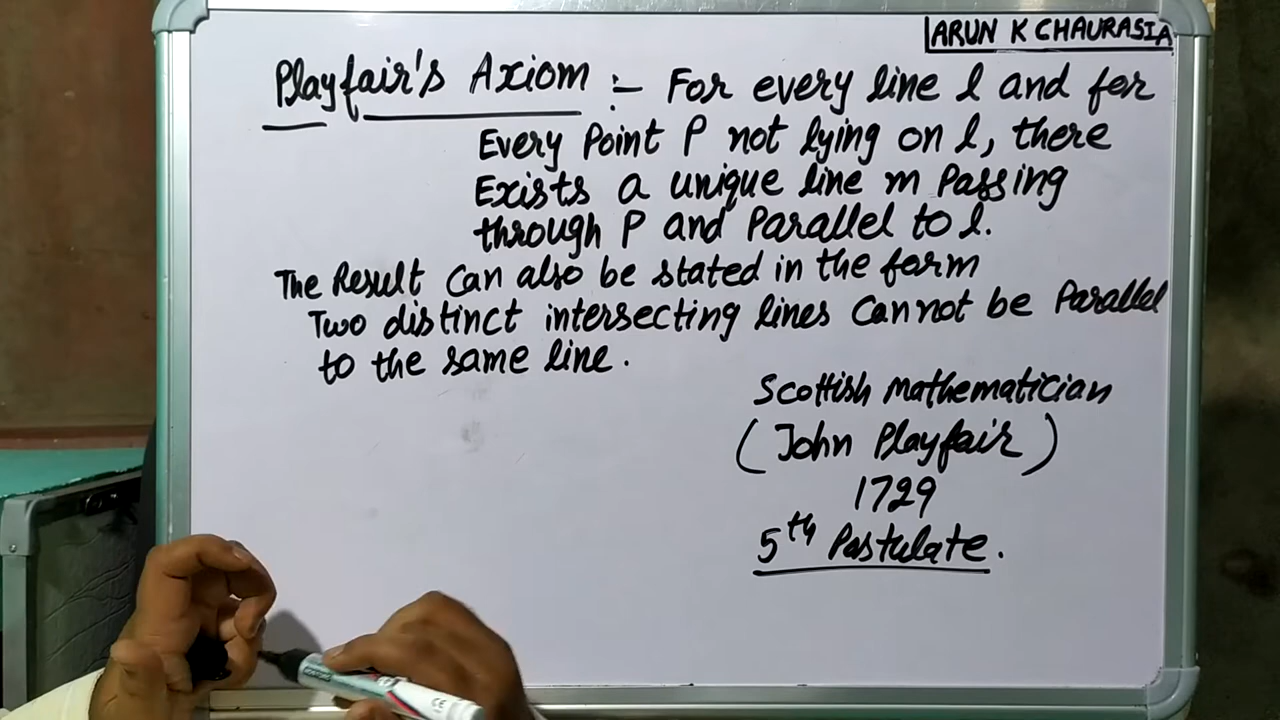 ARUN K CHAURASIA
Playfair's Axiom :- For every line l and for
Every Point P not lying on l, there
Exists a unique line m Passing
through P and Parallel to l.
The Result can also be stated in the form
Two distinct intersecting lines cannot be Parallel
to the same line.
Scottish Mathematician
(John Playfair)
1729
5th Postulate.
CE